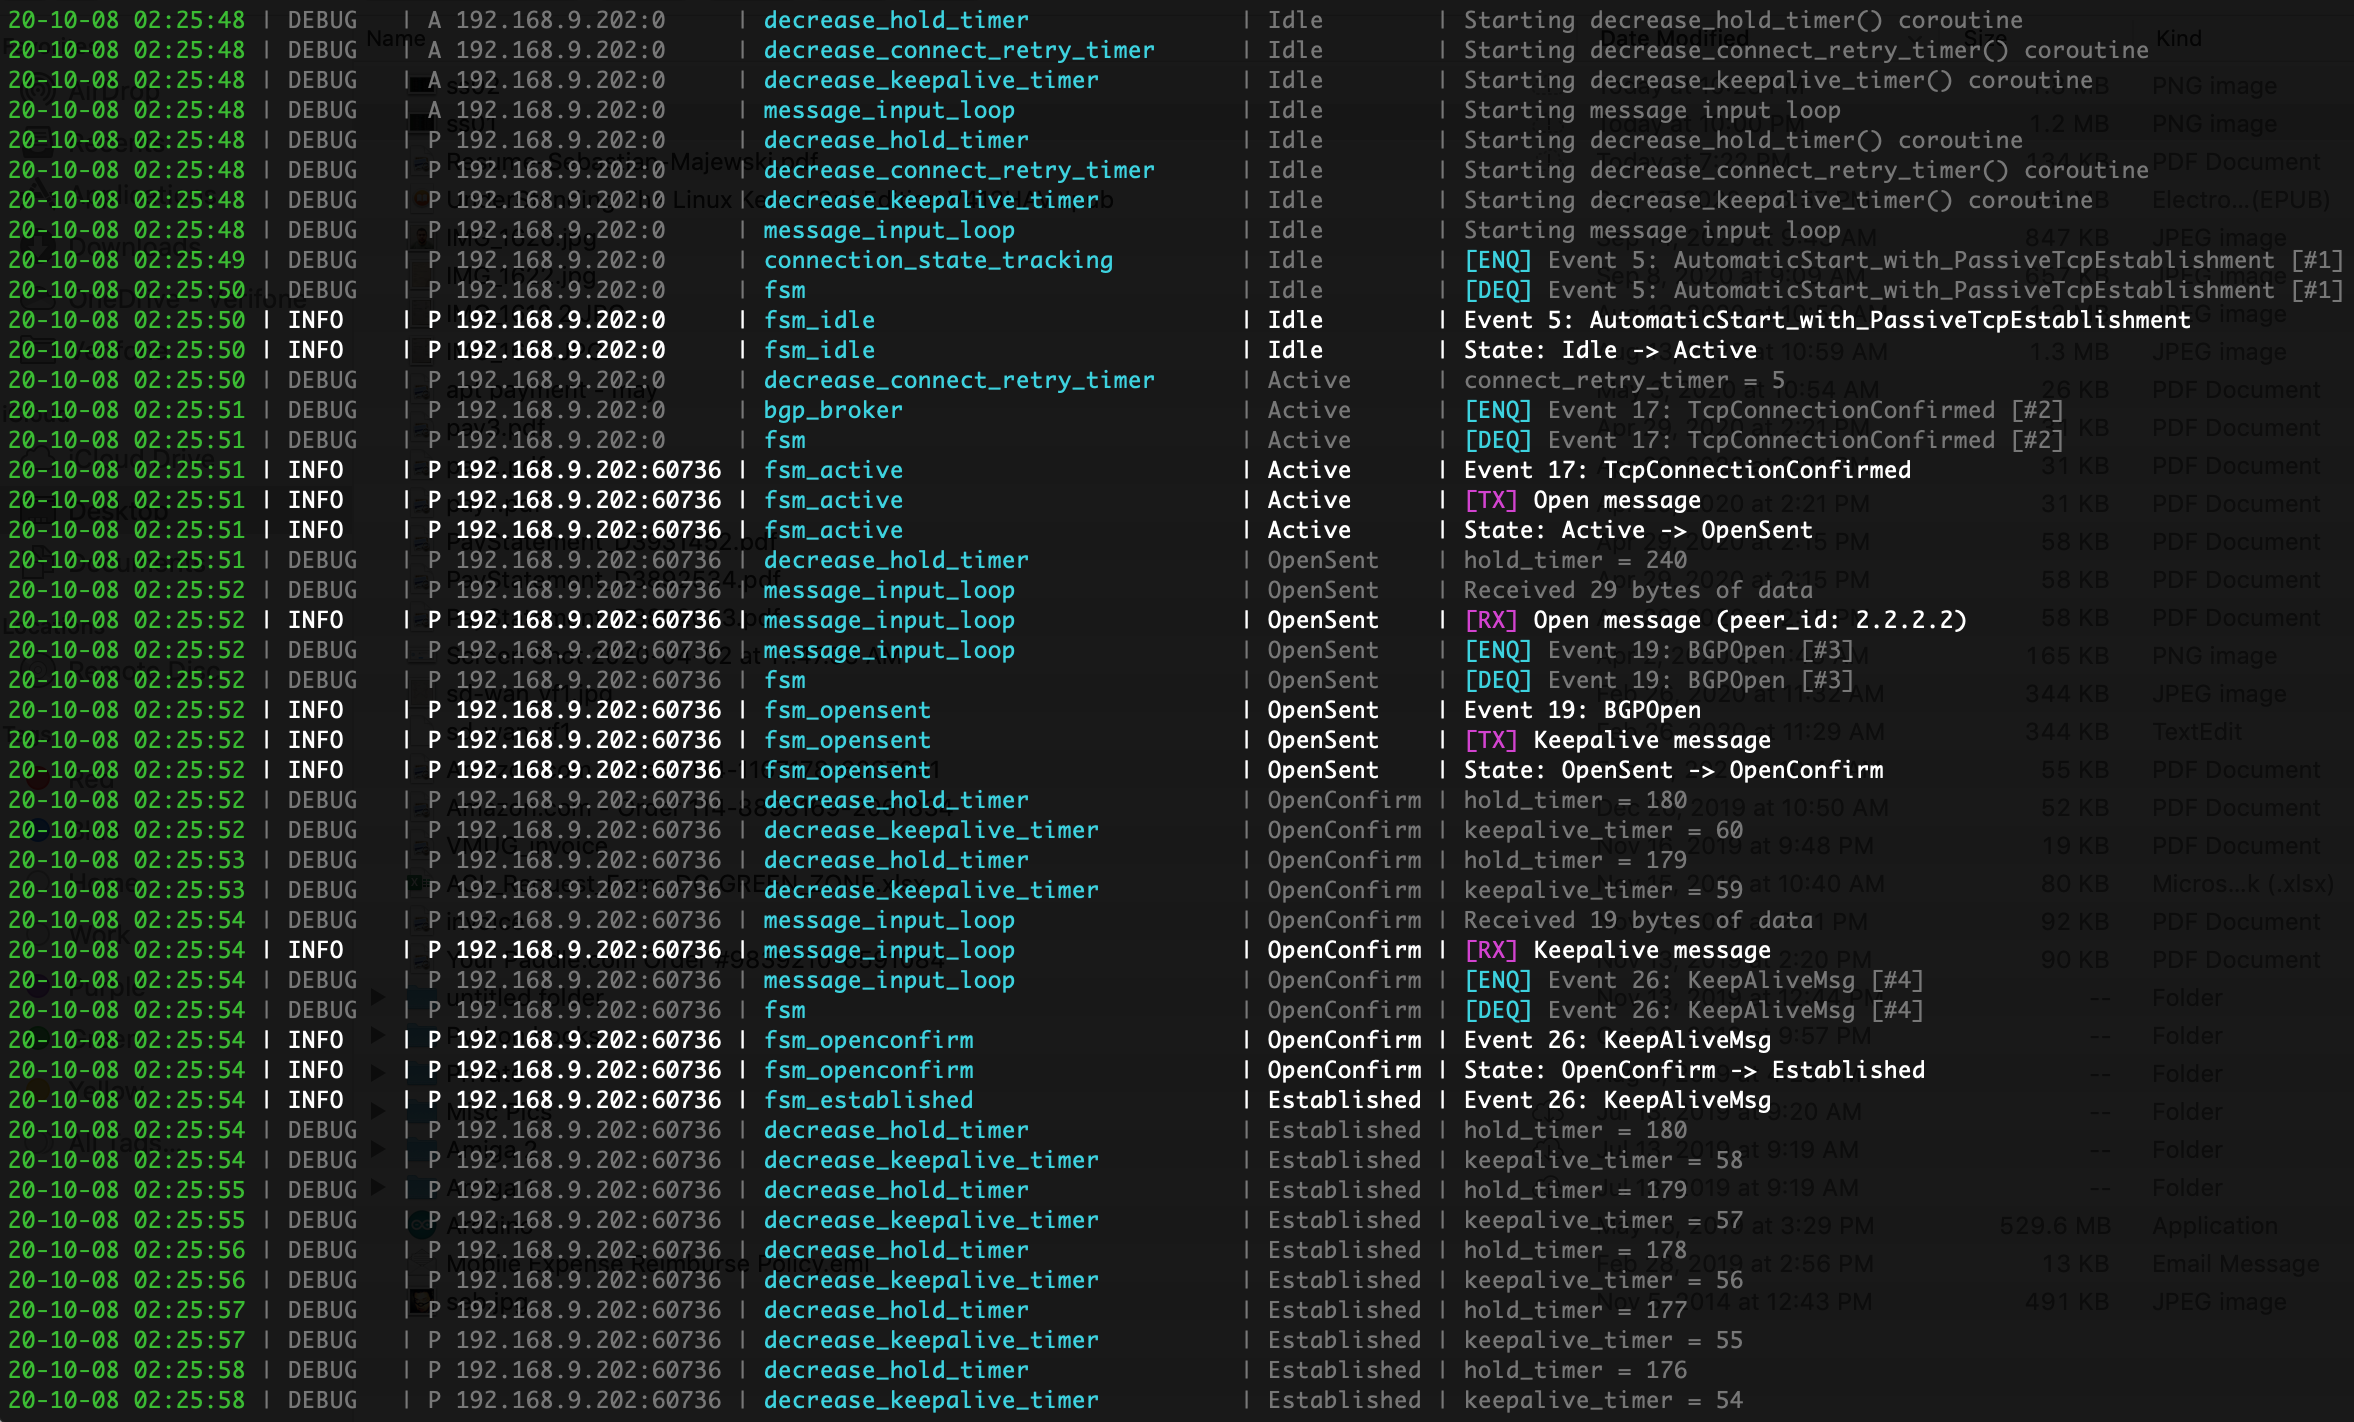 20-10-08 02:25:48 | DEBUG | A 192.168.9.202:0 | decrease_hold_timer | Idle | Starting decrease_hold_timer() coroutine
20-10-08 02:25:48 | DEBUG | A 192.168.9.202:0 | decrease_connect_retry_timer | Idle | Starting decrease_connect_retry_timer() coroutine
20-10-08 02:25:48 | DEBUG | A 192.168.9.202:0 | decrease_keepalive_timer | Idle | Starting decrease_keepalive_timer() coroutine
20-10-08 02:25:48 | DEBUG | A 192.168.9.202:0 | message_input_loop | Idle | Starting message input loop
20-10-08 02:25:48 | DEBUG | P 192.168.9.202:0 | decrease_hold_timer | Idle | Starting decrease_hold_timer() coroutine
20-10-08 02:25:48 | DEBUG | P 192.168.9.202:0 | decrease_connect_retry_timer | Idle | Starting decrease_connect_retry_timer() coroutine
20-10-08 02:25:48 | DEBUG | P 192.168.9.202:0 | decrease_keepalive_timer | Idle | Starting decrease_keepalive_timer() coroutine
20-10-08 02:25:48 | DEBUG | P 192.168.9.202:0 | message_input_loop | Idle | Starting message input loop
20-10-08 02:25:49 | DEBUG | P 192.168.9.202:0 | connection_state_tracking | Idle | [ENQ] Event 5: AutomaticStart_with_PassiveTcpEstablishment [#1]
20-10-08 02:25:50 | DEBUG | P 192.168.9.202:0 | fsm | Idle | [DEQ] Event 5: AutomaticStart_with_PassiveTcpEstablishment [#1]
20-10-08 02:25:50 | INFO | P 192.168.9.202:0 | fsm_idle | Idle | Event 5: AutomaticStart_with_PassiveTcpEstablishment
20-10-08 02:25:50 | INFO | P 192.168.9.202:0 | fsm_idle | Idle | State: Idle -> Active
20-10-08 02:25:50 | DEBUG | P 192.168.9.202:0 | decrease_connect_retry_timer | Active | connect_retry_timer = 5
20-10-08 02:25:51 | DEBUG | P 192.168.9.202:0 | bgp_broker | Active | [ENQ] Event 17: TcpConnectionConfirmed [#2]
20-10-08 02:25:51 | DEBUG | P 192.168.9.202:0 | fsm | Active | [DEQ] Event 17: TcpConnectionConfirmed [#2]
20-10-08 02:25:51 | INFO | P 192.168.9.202:60736 | fsm_active | Active | Event 17: TcpConnectionConfirmed
20-10-08 02:25:51 | INFO | P 192.168.9.202:60736 | fsm_active | Active | [TX] Open message
20-10-08 02:25:51 | INFO | P 192.168.9.202:60736 | fsm_active | Active | State: Active -> OpenSent
20-10-08 02:25:51 | DEBUG | P 192.168.9.202:60736 | decrease_hold_timer | OpenSent | hold_timer = 240
20-10-08 02:25:52 | DEBUG | P 192.168.9.202:60736 | message_input_loop | OpenSent | Received 29 bytes of data
20-10-08 02:25:52 | INFO | P 192.168.9.202:60736 | message_input_loop | OpenSent | [RX] Open message (peer_id: 2.2.2.2)
20-10-08 02:25:52 | DEBUG | P 192.168.9.202:60736 | message_input_loop | OpenSent | [ENQ] Event 19: BGPOpen [#3]
20-10-08 02:25:52 | DEBUG | P 192.168.9.202:60736 | fsm | OpenSent | [DEQ] Event 19: BGPOpen [#3]
20-10-08 02:25:52 | INFO | P 192.168.9.202:60736 | fsm_opensent | OpenSent | Event 19: BGPOpen
20-10-08 02:25:52 | INFO | P 192.168.9.202:60736 | fsm_opensent | OpenSent | [TX] Keepalive message
20-10-08 02:25:52 | INFO | P 192.168.9.202:60736 | fsm_opensent | OpenSent | State: OpenSent -> OpenConfirm
20-10-08 02:25:52 | DEBUG | P 192.168.9.202:60736 | decrease_hold_timer | OpenConfirm | hold_timer = 180
20-10-08 02:25:52 | DEBUG | P 192.168.9.202:60736 | decrease_keepalive_timer | OpenConfirm | keepalive_timer = 60
20-10-08 02:25:53 | DEBUG | P 192.168.9.202:60736 | decrease_hold_timer | OpenConfirm | hold_timer = 179
20-10-08 02:25:53 | DEBUG | P 192.168.9.202:60736 | decrease_keepalive_timer | OpenConfirm | keepalive_timer = 59
20-10-08 02:25:54 | DEBUG | P 192.168.9.202:60736 | message_input_loop | OpenConfirm | Received 19 bytes of data
20-10-08 02:25:54 | INFO | P 192.168.9.202:60736 | message_input_loop | OpenConfirm | [RX] Keepalive message
20-10-08 02:25:54 | DEBUG | P 192.168.9.202:60736 | message_input_loop | OpenConfirm | [ENQ] Event 26: KeepAliveMsg [#4]
20-10-08 02:25:54 | DEBUG | P 192.168.9.202:60736 | fsm | OpenConfirm | [DEQ] Event 26: KeepAliveMsg [#4]
20-10-08 02:25:54 | INFO | P 192.168.9.202:60736 | fsm_openconfirm | OpenConfirm | Event 26: KeepAliveMsg
20-10-08 02:25:54 | INFO | P 192.168.9.202:60736 | fsm_openconfirm | OpenConfirm | State: OpenConfirm -> Established
20-10-08 02:25:54 | INFO | P 192.168.9.202:60736 | fsm_established | Established | Event 26: KeepAliveMsg
20-10-08 02:25:54 | DEBUG | P 192.168.9.202:60736 | decrease_hold_timer | Established | hold_timer = 180
20-10-08 02:25:54 | DEBUG | P 192.168.9.202:60736 | decrease_keepalive_timer | Established | keepalive_timer = 58
20-10-08 02:25:55 | DEBUG | P 192.168.9.202:60736 | decrease_hold_timer | Established | hold_timer = 179
20-10-08 02:25:55 | DEBUG | P 192.168.9.202:60736 | decrease_keepalive_timer | Established | keepalive_timer = 57
20-10-08 02:25:56 | DEBUG | P 192.168.9.202:60736 | decrease_hold_timer | Established | hold_timer = 178
20-10-08 02:25:56 | DEBUG | P 192.168.9.202:60736 | decrease_keepalive_timer | Established | keepalive_timer = 56
20-10-08 02:25:57 | DEBUG | P 192.168.9.202:60736 | decrease_hold_timer | Established | hold_timer = 177
20-10-08 02:25:57 | DEBUG | P 192.168.9.202:60736 | decrease_keepalive_timer | Established | keepalive_timer = 55
20-10-08 02:25:58 | DEBUG | P 192.168.9.202:60736 | decrease_hold_timer | Established | hold_timer = 176
20-10-08 02:25:58 | DEBUG | P 192.168.9.202:60736 | decrease_keepalive_timer | Established | keepalive_timer = 54